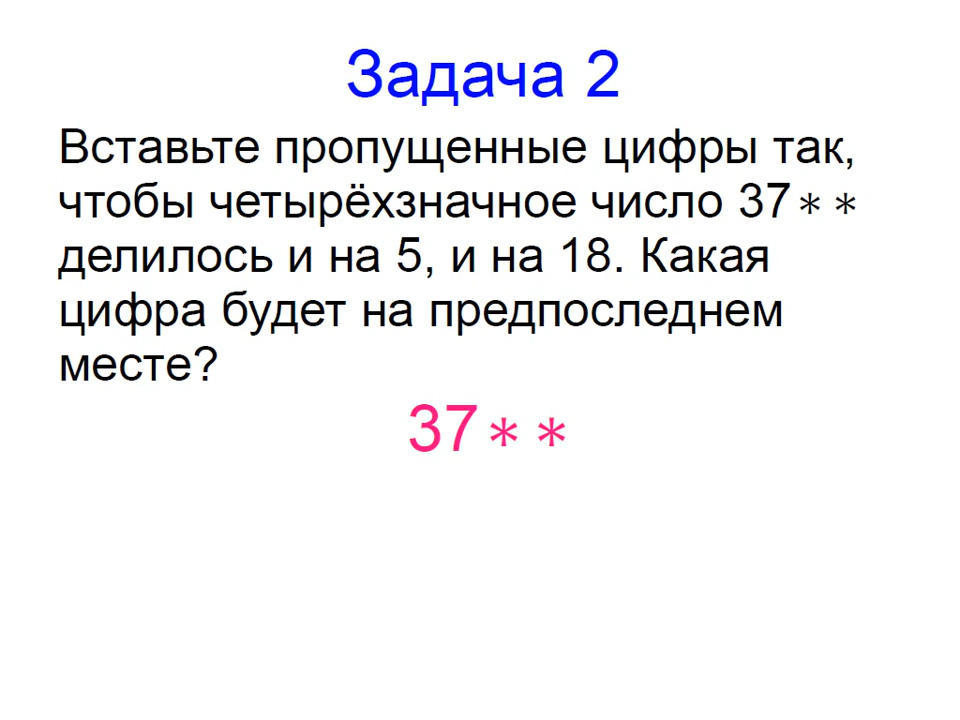 Задача 2
Вставьте пропущенные цифры так,
чтобы четырёхзначное число 37∗∗
делилось и на 5, и на 18. Какая
цифра будет на предпоследнем
месте?
37∗∗